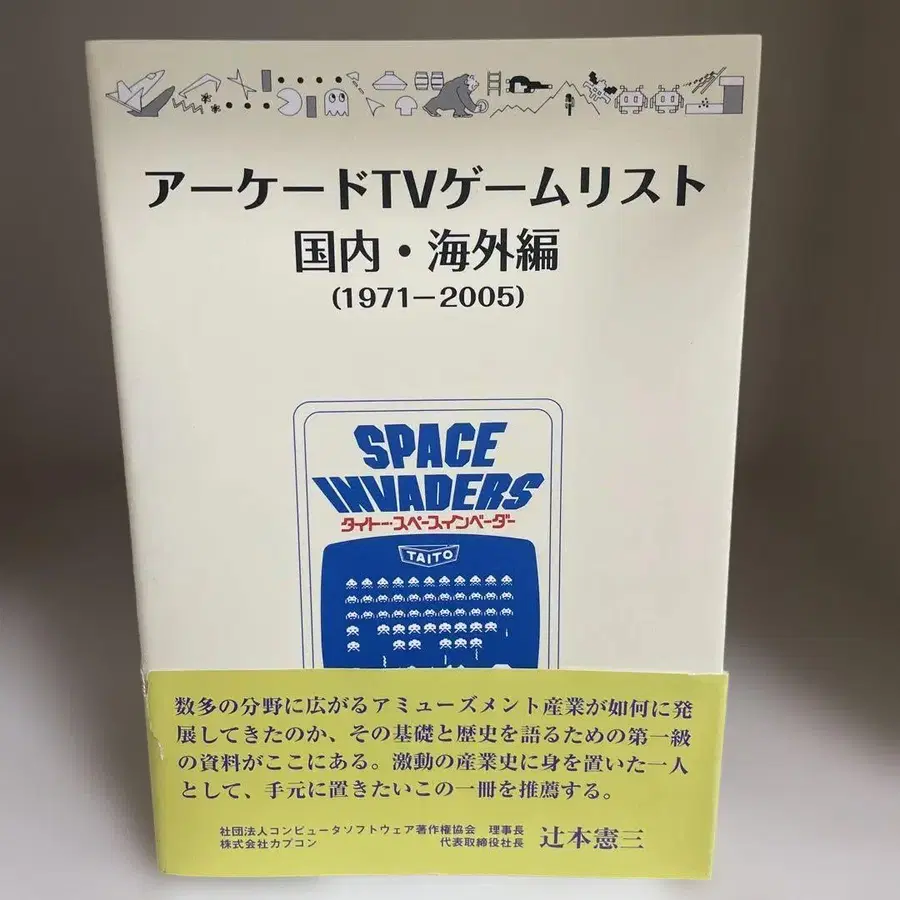 アーケードTVゲームリスト
国内・海外編
(1971−2005)
SPACE
INVADERS
タイトー・スペースインベーダー
TAITO
数多の分野に広がるアミューズメント産業が如何に発
展してきたのか、その基礎と歴史を語るための第一級
の資料がここにある。激動の産業史に身を置いた一人
として、手元に置きたいこの一冊を推薦する。
社団法人コンピュータソフトウェア著作権協会 理事長
株式会社カプコン 代表取締役社長 辻本憲三